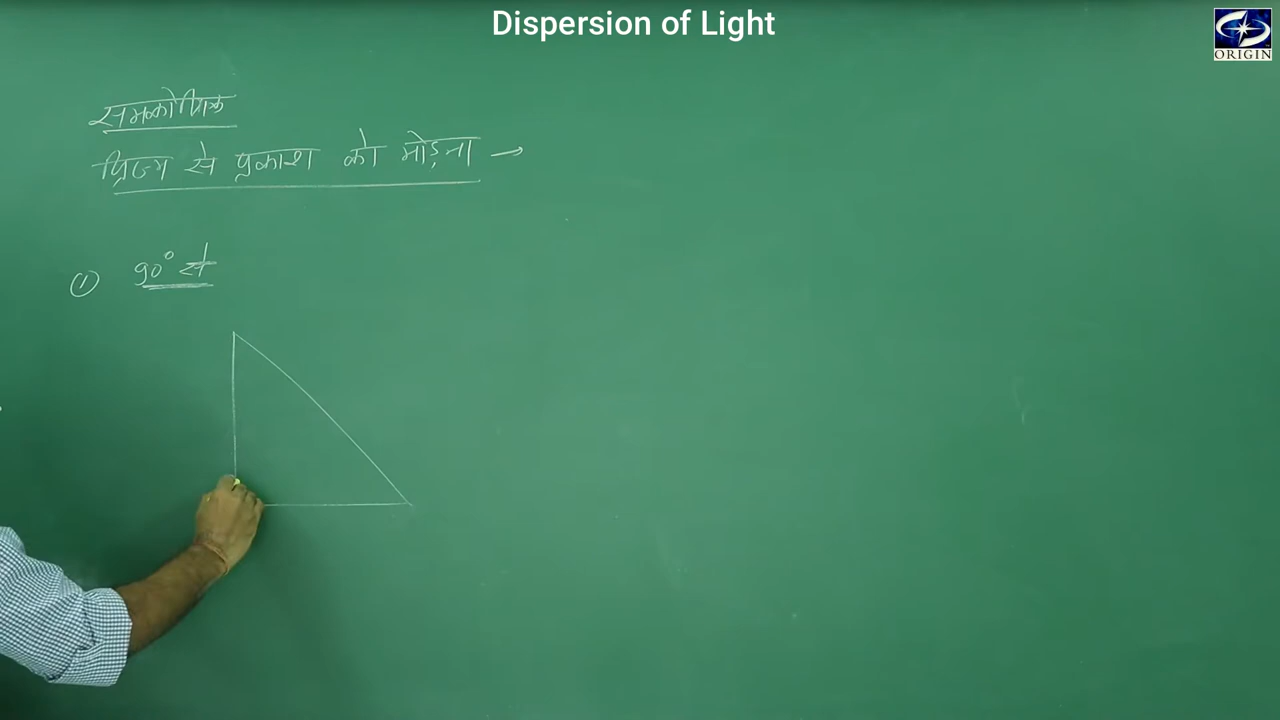 Dispersion of Light
ORIGIN
समकोणिक
प्रिज्म से प्रकाश को मोड़ना →
① 90° से